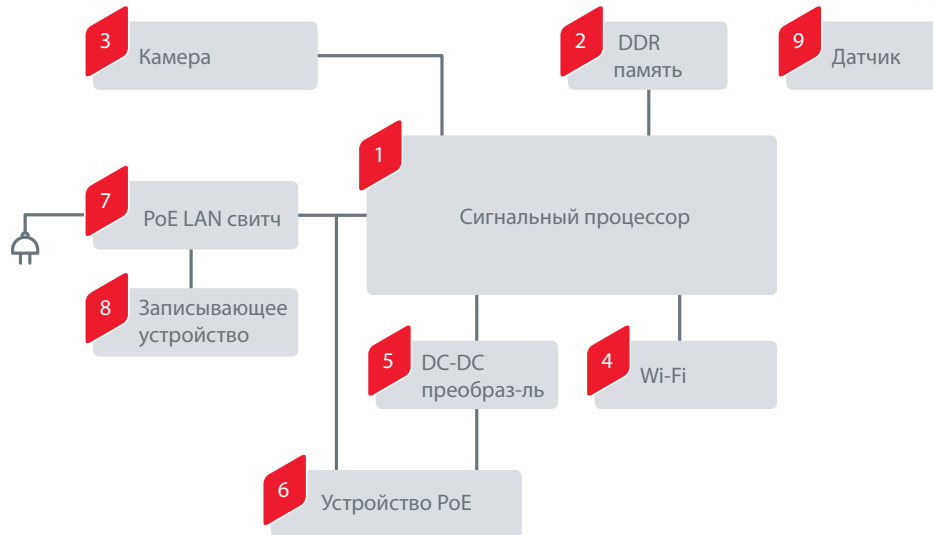 3
Камера
2
DDR
память
9
Датчик
1
Сигнальный процессор
7
PoE LAN свитч
8
Записывающее
устройство
5
DC-DC
преобраз-ль
4
Wi-Fi
6
Устройство PoE